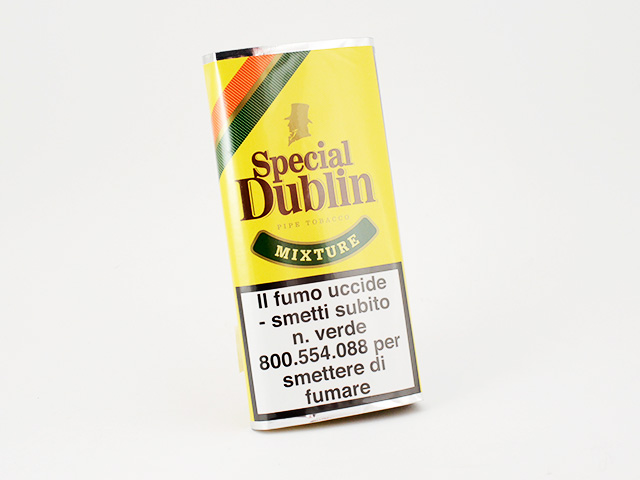 Special
Dublin
PIPE TOBACCO
MIXTURE
Il fumo uccide
- smetti subito
n. verde
800.554.088 per
smettere di
fumare